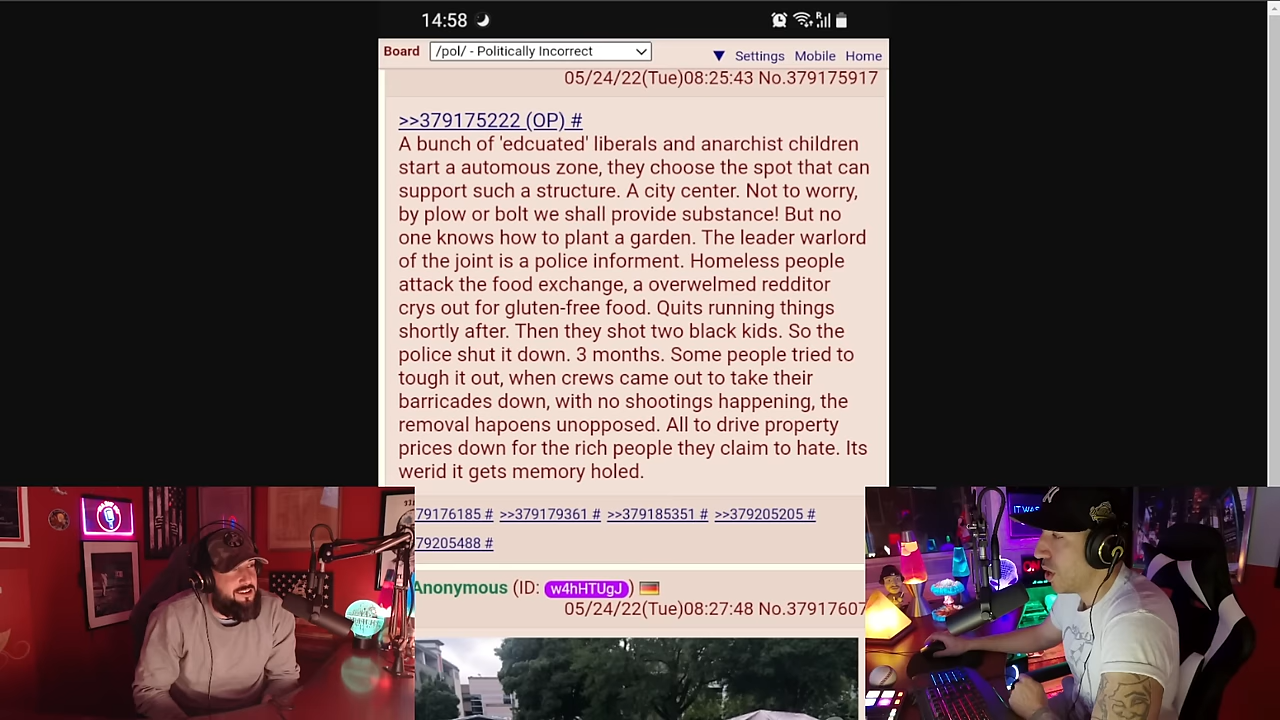 14:58
Board /pol/ - Politically Incorrect ▼ Settings Mobile Home
05/24/22(Tue)08:25:43 No.379175917
>>379175222 (OP) #
A bunch of 'edcuated' liberals and anarchist children
start a automous zone, they choose the spot that can
support such a structure. A city center. Not to worry,
by plow or bolt we shall provide substance! But no
one knows how to plant a garden. The leader warlord
of the joint is a police informent. Homeless people
attack the food exchange, a overwelmed redditor
crys out for gluten-free food. Quits running things
shortly after. Then they shot two black kids. So the
police shut it down. 3 months. Some people tried to
tough it out, when crews came out to take their
barricades down, with no shootings happening, the
removal hapoens unopposed. All to drive property
prices down for the rich people they claim to hate. Its
werid it gets memory holed.
79176185 # >>379179361 # >>379185351 # >>379205205 #
79205488 #
Anonymous (ID: w4hHTUgJ)
05/24/22(Tue)08:27:48 No.37917607
IT WAS